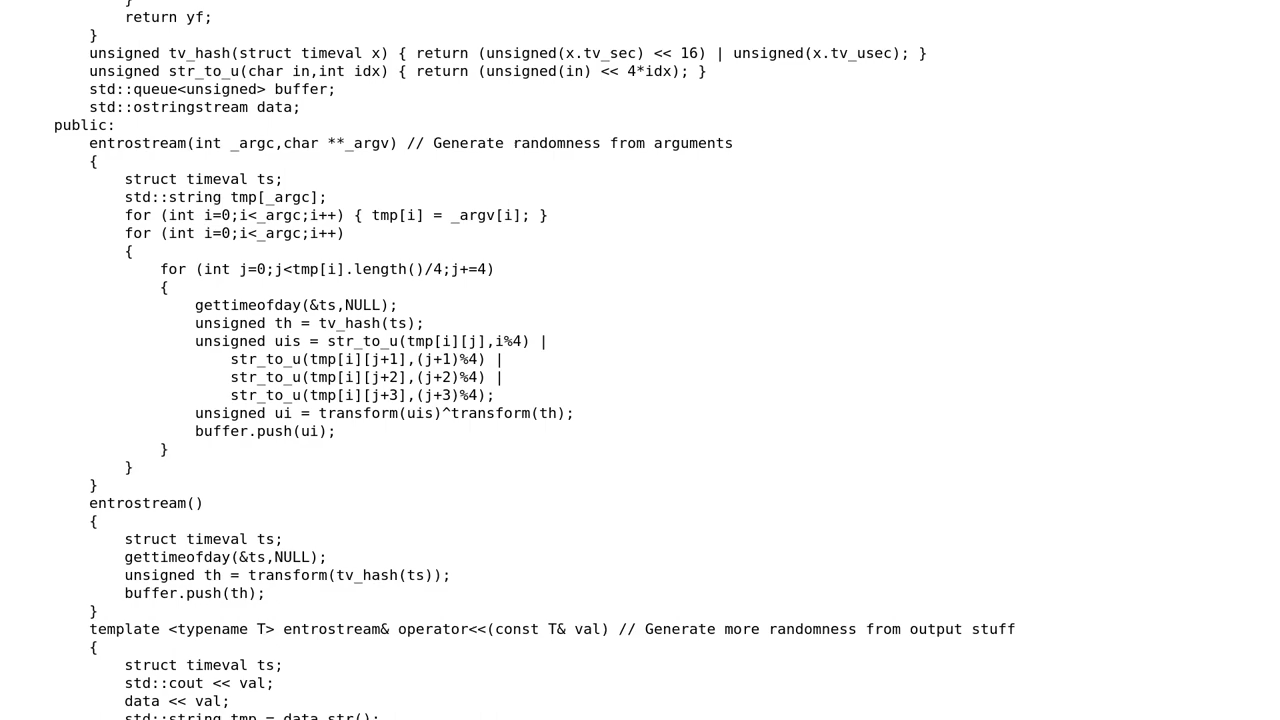 }
return yf;
}
unsigned tv_hash(struct timeval x) { return (unsigned(x.tv_sec) << 16) | unsigned(x.tv_usec); }
unsigned str_to_u(char in,int idx) { return (unsigned(in) << 4*idx); }
std::queue<unsigned> buffer;
std::ostringstream data;
public:
entrostream(int _argc,char **_argv) // Generate randomness from arguments
{
struct timeval ts;
std::string tmp[_argc];
for (int i=0;i<_argc;i++) { tmp[i] = _argv[i]; }
for (int i=0;i<_argc;i++)
{
for (int j=0;j<tmp[i].length()/4;j+=4)
{
gettimeofday(&ts,NULL);
unsigned th = tv_hash(ts);
unsigned uis = str_to_u(tmp[i][j],i%4) |
str_to_u(tmp[i][j+1],(j+1)%4) |
str_to_u(tmp[i][j+2],(j+2)%4) |
str_to_u(tmp[i][j+3],(j+3)%4);
unsigned ui = transform(uis)^transform(th);
buffer.push(ui);
}
}
}
entrostream()
{
struct timeval ts;
gettimeofday(&ts,NULL);
unsigned th = transform(tv_hash(ts));
buffer.push(th);
}
template <typename T> entrostream& operator<<(const T& val) // Generate more randomness from output stuff
{
struct timeval ts;
std::cout << val;
data << val;
std::string tmp = data.str();